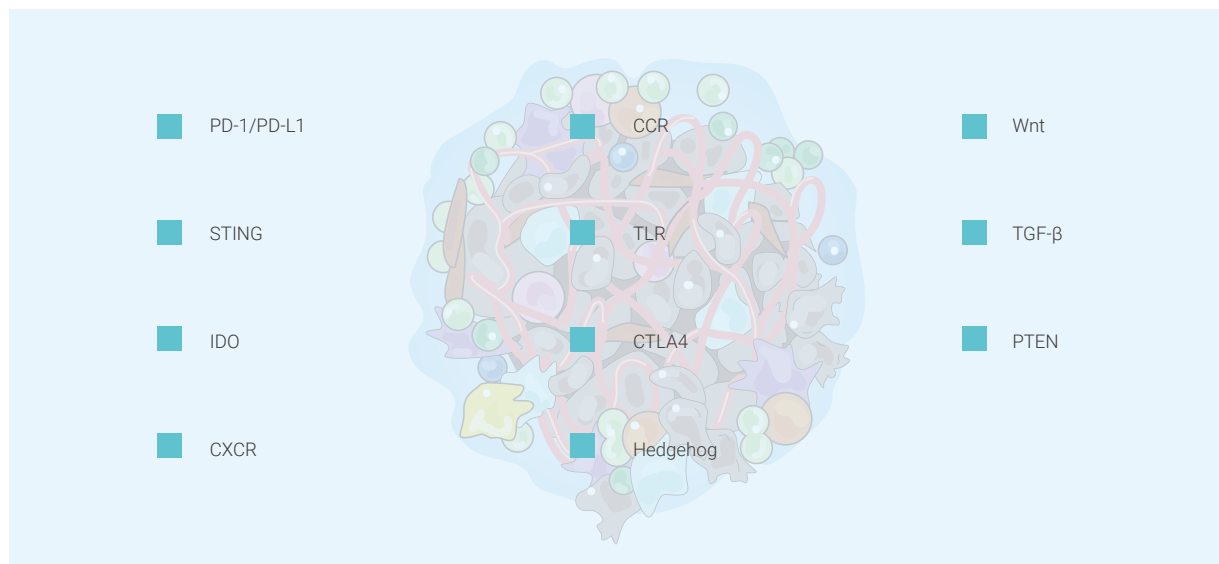 PD-1/PD-L1
STING
IDO
CXCR
CCR
TLR
CTLA4
Hedgehog
Wnt
TGF-β
PTEN